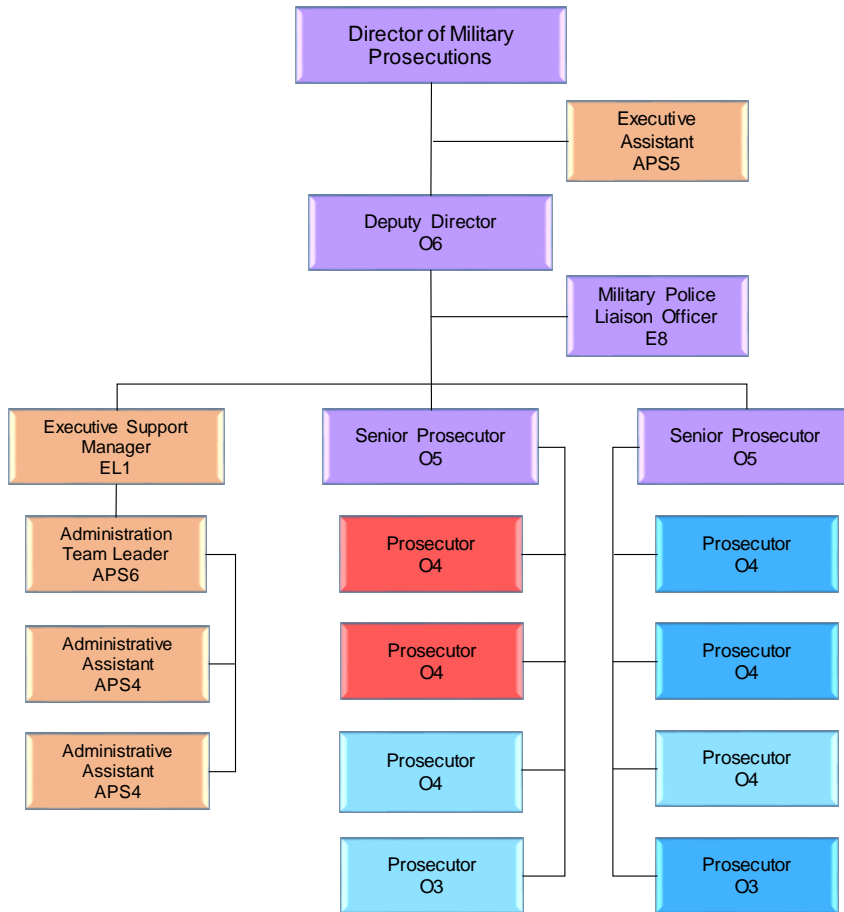 Director of Military
Prosecutions
Executive
Assistant
APS5
Deputy Director
O6
Military Police
Liaison Officer
E8
Executive Support
Manager
EL1
Senior Prosecutor
O5
Senior Prosecutor
O5
Administration
Team Leader
APS6
Prosecutor
O4
Prosecutor
O4
Administrative
Assistant
APS4
Prosecutor
O4
Prosecutor
O4
Administrative
Assistant
APS4
Prosecutor
O4
Prosecutor
O4
Prosecutor
O3
Prosecutor
O3